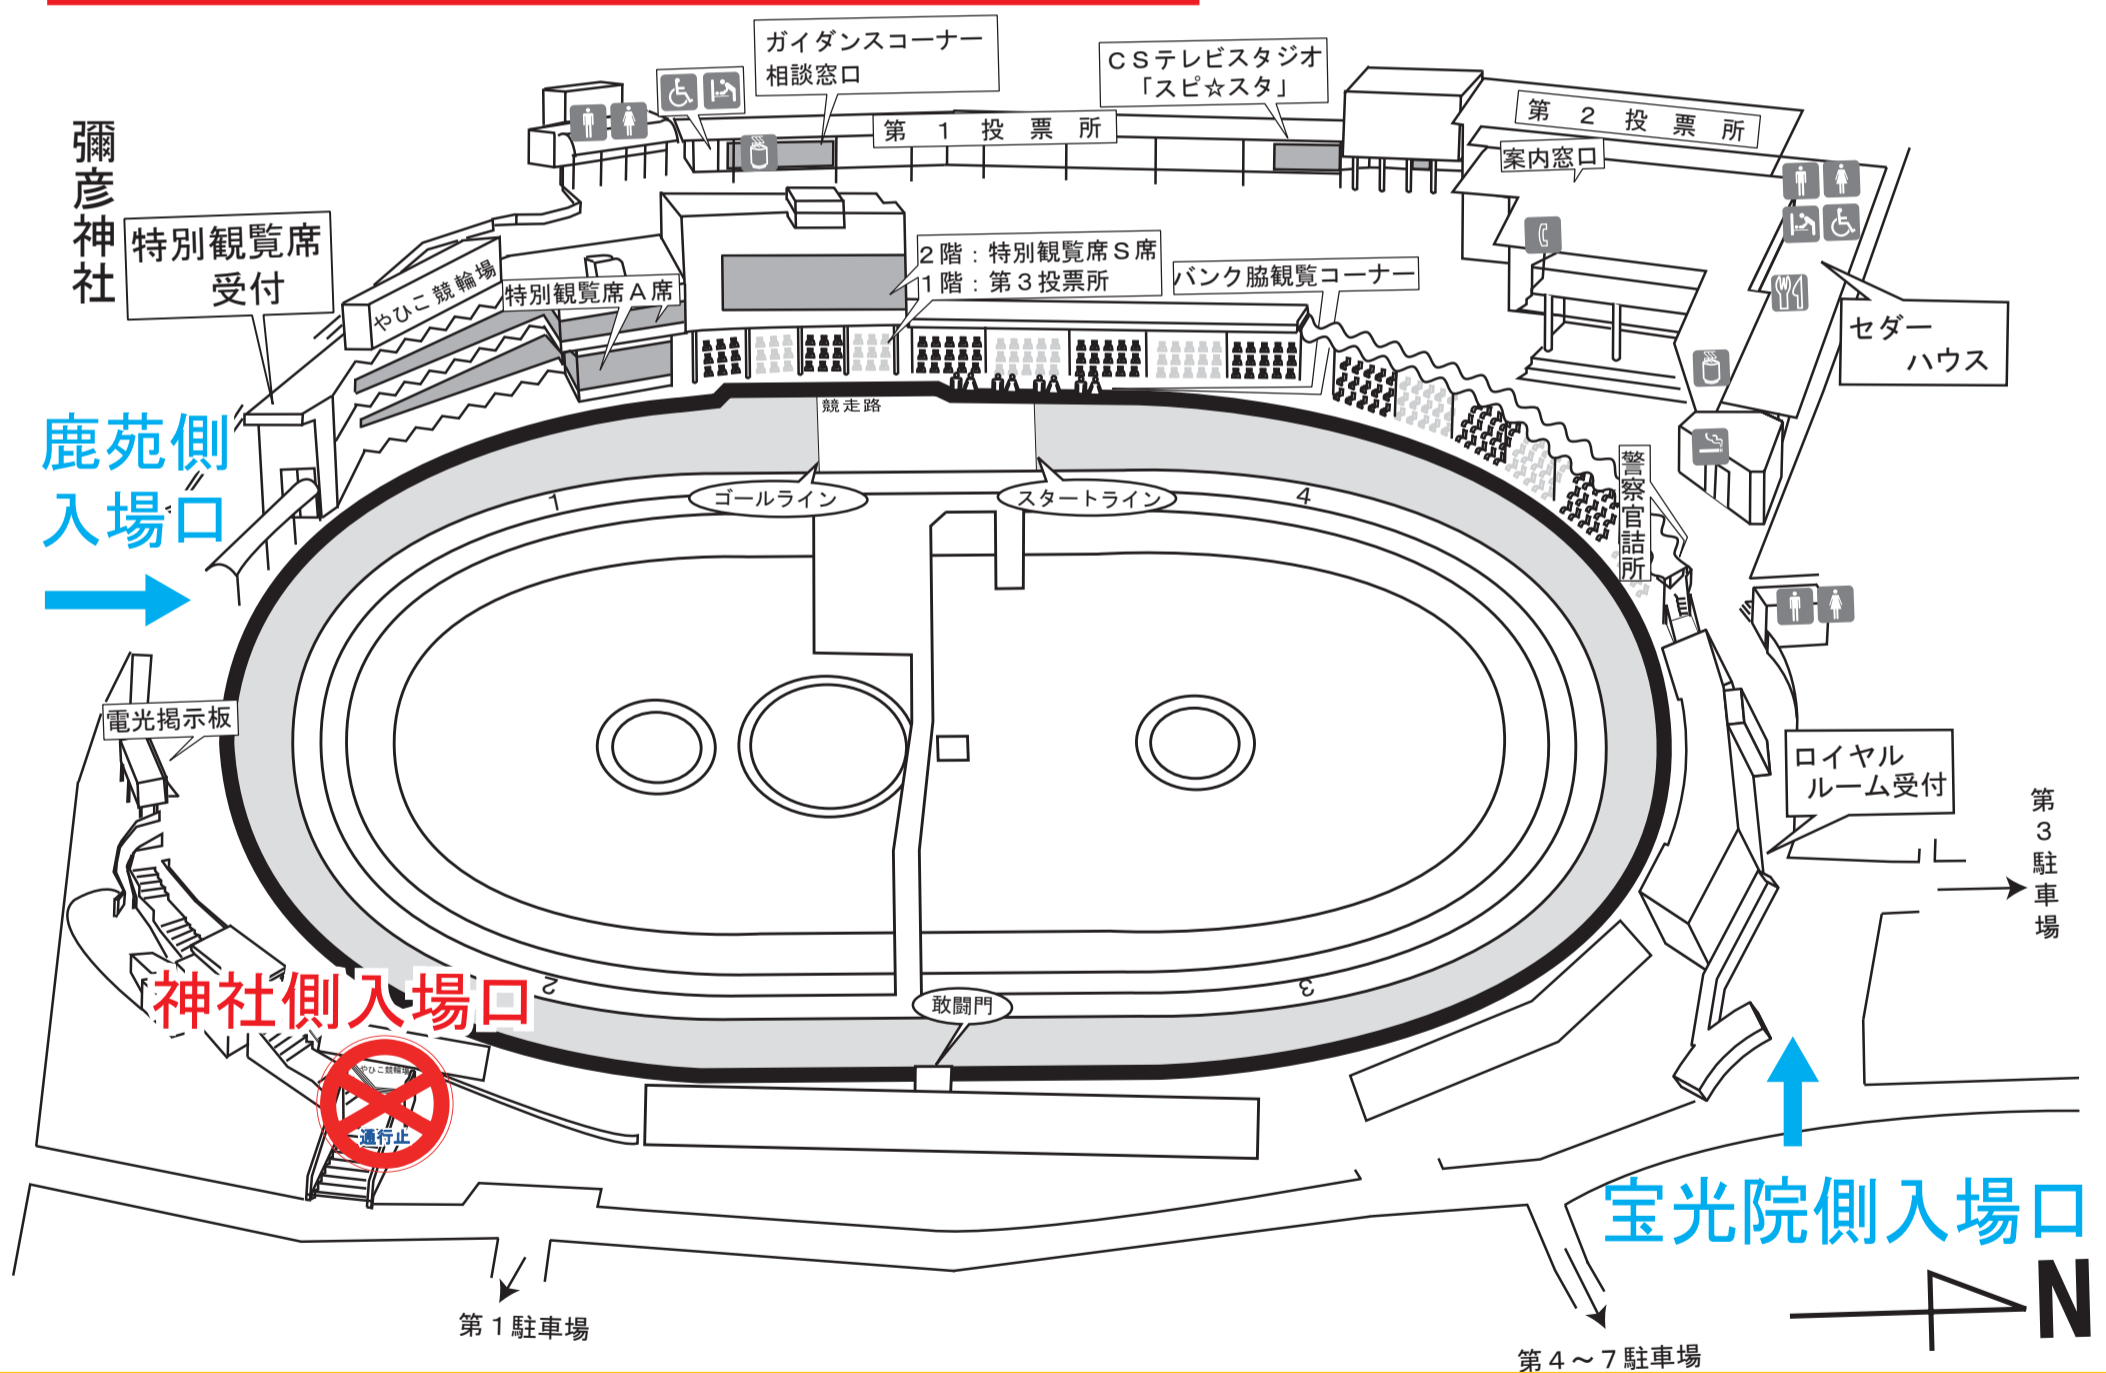 ガイダンスコーナー
相談窓口
CSテレビスタジオ
「スピ☆スタ」
第1投票所
第2投票所
案内窓口
彌彦神社
特別観覧席
受付
やひこ競輪場
特別観覧席A席
2階：特別観覧席S席
1階：第3投票所
バンク脇観覧コーナー
セダー
ハウス
競走路
鹿苑側
入場口
ゴールライン
スタートライン
1
4
警察官詰所
電光掲示板
ロイヤル
ルーム受付
第3駐車場
神社側入場口
2
3
敢闘門
やひこ競輪場
通行止
宝光院側入場口
N
第1駐車場
第4〜7駐車場